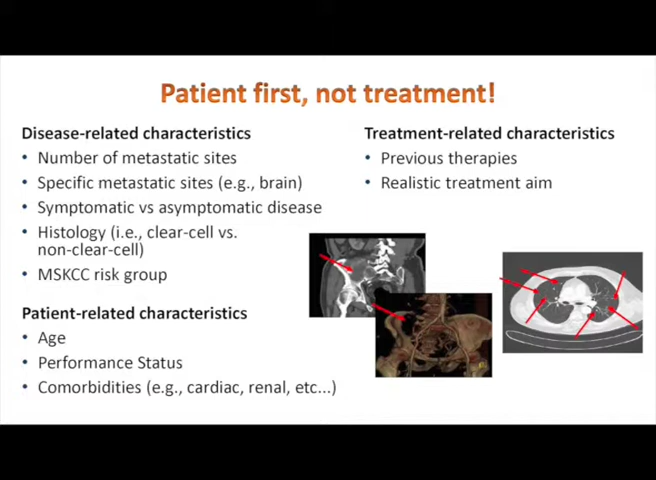 Patient first, not treatment!
Disease-related characteristics
• Number of metastatic sites
• Specific metastatic sites (e.g., brain)
• Symptomatic vs asymptomatic disease
• Histology (i.e., clear-cell vs.
non-clear-cell)
• MSKCC risk group
Patient-related characteristics
• Age
• Performance Status
• Comorbidities (e.g., cardiac, renal, etc...)
Treatment-related characteristics
• Previous therapies
• Realistic treatment aim